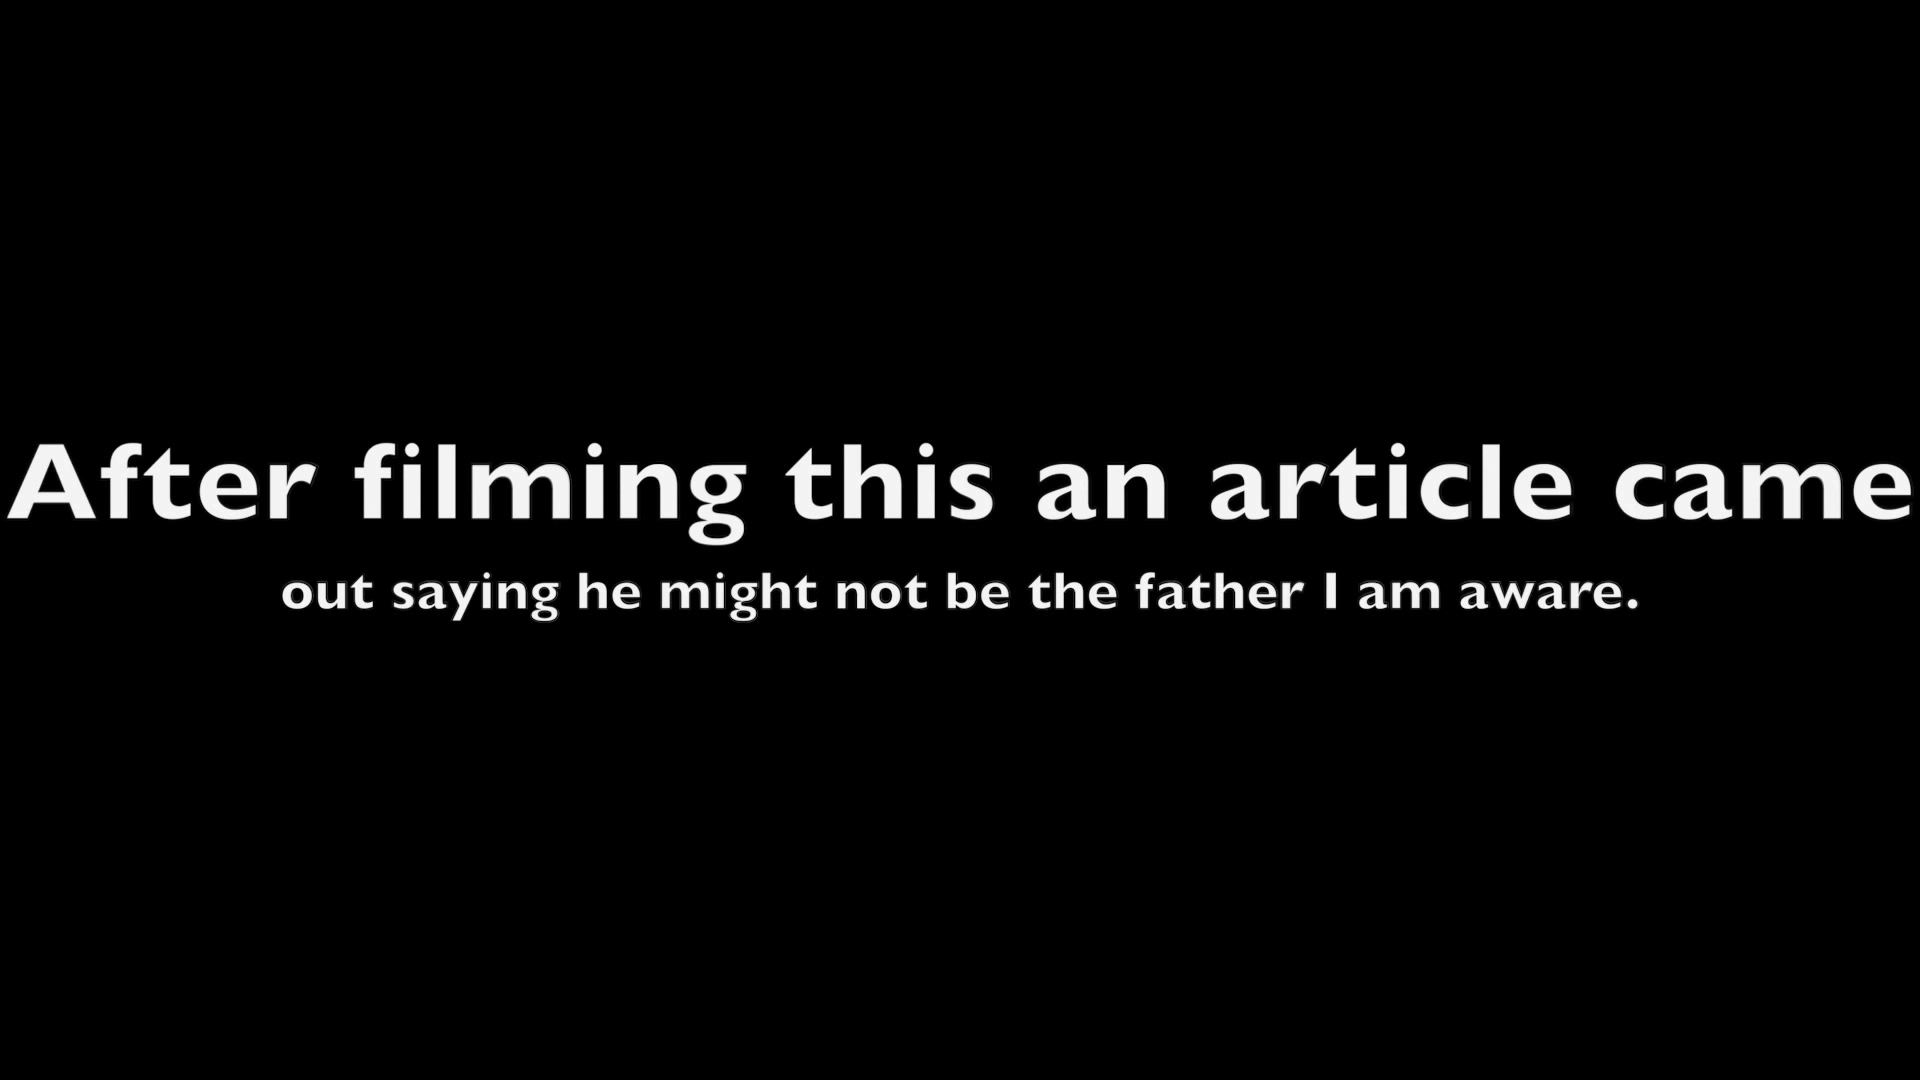 After filming this an article came
out saying he might not be the father I am aware.